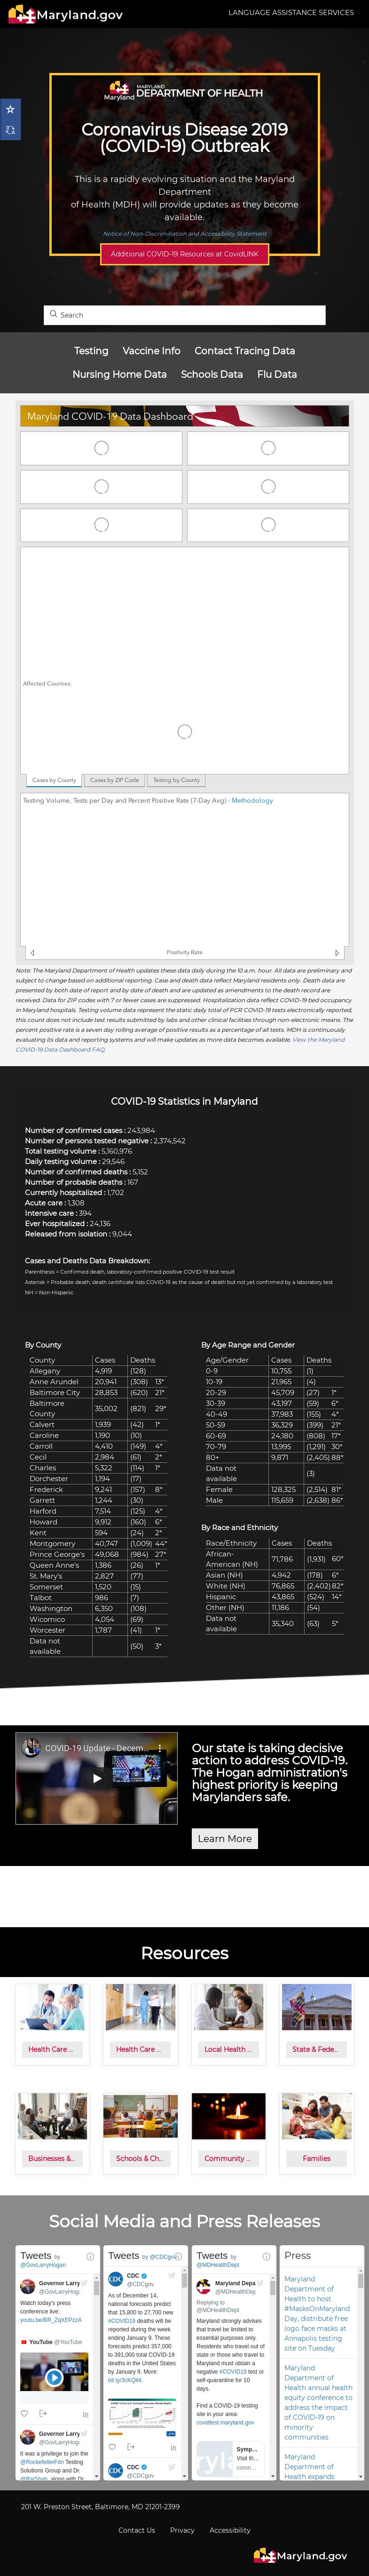 Maryland.gov
LANGUAGE ASSISTANCE SERVICES
Maryland
MARYLAND
DEPARTMENT OF HEALTH
Coronavirus Disease 2019
(COVID-19) Outbreak
This is a rapidly evolving situation and the Maryland
Department
of Health (MDH) will provide updates as they become
available.
Notice of Non-Discrimination and Accessibility Statement
Additional COVID-19 Resources at CovidLINK
Search
Testing Vaccine Info Contact Tracing Data
Nursing Home Data Schools Data Flu Data
Maryland COVID-19 Data Dashboard
Affected Counties:
Cases by County Cases by ZIP Code Testing by County
Testing Volume, Tests per Day and Percent Positive Rate (7-Day Avg) - Methodology
Positivity Rate
Note: The Maryland Department of Health updates these data daily during the 10 a.m. hour. All data are preliminary and
subject to change based on additional reporting. Case and death data reflect Maryland residents only. Death data are
presented by both date of report and by date of death and are updated as amendments to the death record are
received. Data for ZIP codes with 7 or fewer cases are suppressed. Hospitalization data reflect COVID-19 bed occupancy
in Maryland hospitals. Testing volume data represent the static daily total of PCR COVID-19 tests electronically reported;
this count does not include test results submitted by labs and other clinical facilities through non-electronic means. The
percent positive rate is a seven day rolling average of positive results as a percentage of all tests. MDH is continuously
evaluating its data and reporting systems and will make updates as more data becomes available. View the Maryland
COVID-19 Data Dashboard FAQ.
COVID-19 Statistics in Maryland
Number of confirmed cases : 243,984
Number of persons tested negative : 2,374,542
Total testing volume : 5,160,976
Daily testing volume : 29,546
Number of confirmed deaths : 5,152
Number of probable deaths : 167
Currently hospitalized : 1,702
Acute care : 1,308
Intensive care : 394
Ever hospitalized : 24,136
Released from isolation : 9,044
Cases and Deaths Data Breakdown:
Parenthesis = Confirmed death, laboratory-confirmed positive COVID-19 test result
Asterisk = Probable death, death certificate lists COVID-19 as the cause of death but not yet confirmed by a laboratory test
NH = Non-Hispanic
By County
County Cases Deaths
Allegany 4,919 (128)
Anne Arundel 20,941 (308) 13*
Baltimore City 28,853 (620) 21*
Baltimore
County 35,002 (821) 29*
Calvert 1,939 (42) 1*
Caroline 1,190 (10)
Carroll 4,410 (149) 4*
Cecil 2,984 (61) 2*
Charles 5,322 (114) 1*
Dorchester 1,194 (17)
Frederick 9,241 (157) 8*
Garrett 1,244 (30)
Harford 7,514 (125) 4*
Howard 9,912 (160) 6*
Kent 594 (24) 2*
Montgomery 40,747 (1,009) 44*
Prince George's 49,068 (984) 27*
Queen Anne's 1,386 (26) 1*
St. Mary's 2,827 (77)
Somerset 1,520 (15)
Talbot 986 (7)
Washington 6,350 (108)
Wicomico 4,054 (69)
Worcester 1,787 (41) 1*
Data not
available (50) 3*
By Age Range and Gender
Age/Gender Cases Deaths
0-9 10,755 (1)
10-19 21,965 (4)
20-29 45,709 (27) 1*
30-39 43,197 (59) 6*
40-49 37,983 (155) 4*
50-59 36,329 (399) 21*
60-69 24,180 (808) 17*
70-79 13,995 (1,291) 30*
80+ 9,871 (2,405) 88*
Data not
available (3)
Female 128,325 (2,514) 81*
Male 115,659 (2,638) 86*
By Race and Ethnicity
Race/Ethnicity Cases Deaths
African-
American (NH) 71,786 (1,931) 60*
Asian (NH) 4,942 (178) 6*
White (NH) 76,865 (2,402) 82*
Hispanic 43,865 (524) 14*
Other (NH) 11,186 (54)
Data not
available 35,340 (63) 5*
COVID-19 Update - Decem...
Our state is taking decisive
action to address COVID-19.
The Hogan administration's
highest priority is keeping
Marylanders safe.
Learn More
Resources
Health Care ... Health Care ... Local Health ... State & Fede...
Businesses &... Schools & Ch... Community ... Families
Social Media and Press Releases
Tweets by
@GovLarryHogan
Governor Larry
@GovLarryHog
Watch today's press
conference live:
youtu.be/BR_ZqXEPzzA
YouTube @YouTube
1h
Governor Larry
@GovLarryHog
It was a privilege to join the
@RockefellerFdn Testing
Solutions Group and Dr.
Tweets by @CDCgov
CDC
@CDCgov
As of December 14,
national forecasts predict
that 15,800 to 27,700 new
#COVID19 deaths will be
reported during the week
ending January 9. These
forecasts predict 357,000
to 391,000 total COVID-19
deaths in the United States
by January 9. More:
bit.ly/3cKQ9I4.
1h
CDC
@CDCgov
Tweets by
@MDHealthDept
Maryland Depa
@MDHealthDept
Replying to
@MDHealthDept
Maryland strongly advises
that travel be limited to
essential purposes only.
Residents who travel out of
state or those who travel to
Maryland must obtain a
negative #COVID19 test or
self-quarantine for 10
days.
Find a COVID-19 testing
site in your area:
covidtest.maryland.gov
Symp...
Visit th...
coron...
Press
Maryland
Department of
Health to host
#MasksOnMaryland
Day, distribute free
logo face masks at
Annapolis testing
site on Tuesday
Maryland
Department of
Health annual health
equity conference to
address the impact
of COVID-19 on
minority
communities
Maryland
Department of
Health expands
201 W. Preston Street, Baltimore, MD 21201-2399
Contact Us Privacy Accessibility
Maryland.gov